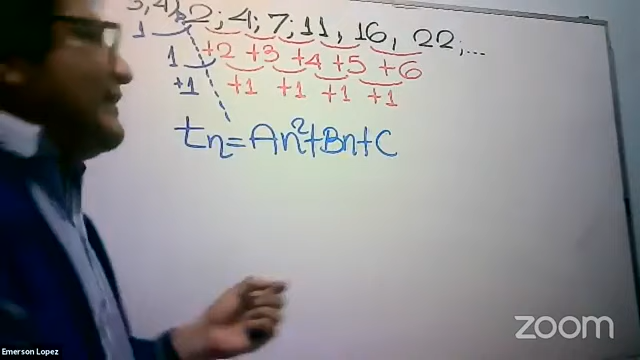 3,4) 2; 4; 7; 11, 16, 22;...
1
1 +2 +3 +4 +5 +6
+1 +1 +1 +1 +1
tn=An²+Bn+C
zoom
Emerson Lopez